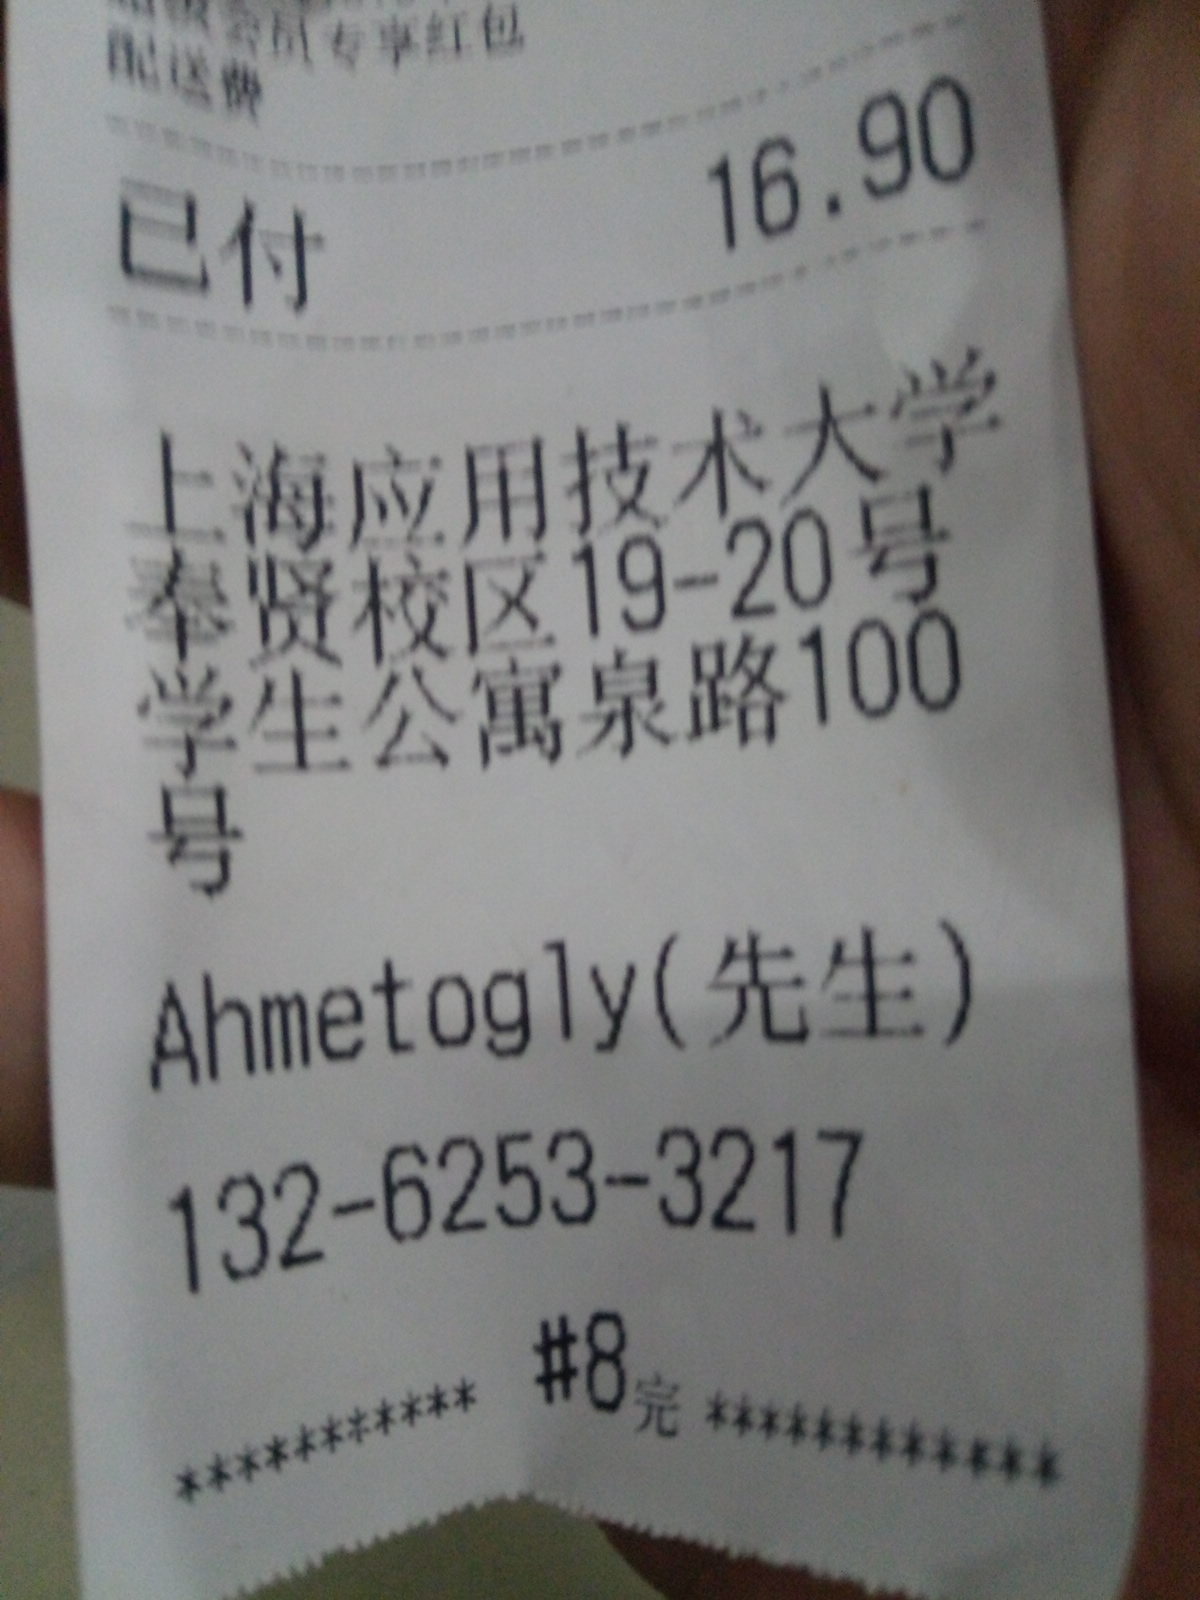 会员专享红包
配送费
已付 16.90
上海应用技术大学
奉贤校区19-20号
学生公寓泉路100
号
Ahmetogly(先生)
132-6253-3217
*********** #8完 *************